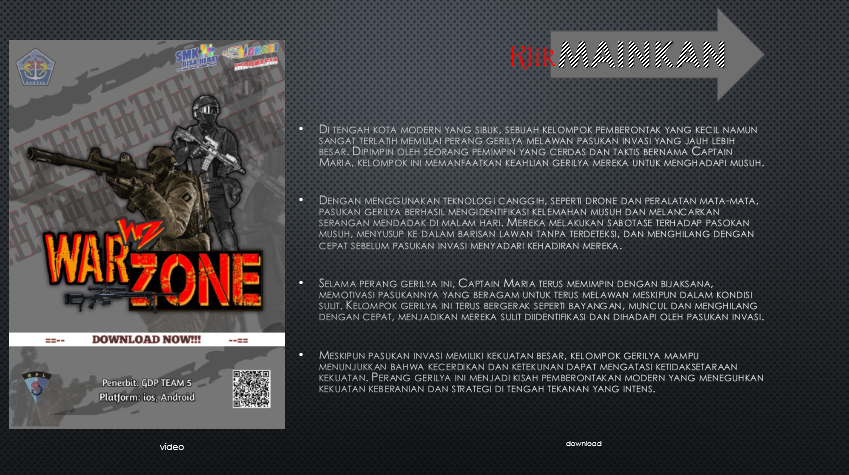 Klik MAINKAN
SMK
BISA HEBAT
WZ
WAR ZONE
==-- DOWNLOAD NOW!!! --==
Penerbit. GDP TEAM 5
Platform: ios, Android
video
• DI TENGAH KOTA MODERN YANG SIBUK, SEBUAH KELOMPOK PEMBERONTAK YANG KECIL NAMUN
SANGAT TERLATIH MEMULAI PERANG GERILYA MELAWAN PASUKAN INVASI YANG JAUH LEBIH
BESAR. DIPIMPIN OLEH SEORANG PEMIMPIN YANG CERDAS DAN TAKTIS BERNAMA CAPTAIN
MARIA, KELOMPOK INI MEMANFAATKAN KEAHLIAN GERILYA MEREKA UNTUK MENGHADAPI MUSUH.
• DENGAN MENGGUNAKAN TEKNOLOGI CANGGIH, SEPERTI DRONE DAN PERALATAN MATA-MATA,
PASUKAN GERILYA BERHASIL MENGIDENTIFIKASI KELEMAHAN MUSUH DAN MELANCARKAN
SERANGAN MENDADAK DI MALAM HARI. MEREKA MELAKUKAN SABOTASE TERHADAP PASOKAN
MUSUH, MENYUSUP KE DALAM BARISAN LAWAN TANPA TERDETEKSI, DAN MENGHILANG DENGAN
CEPAT SEBELUM PASUKAN INVASI MENYADARI KEHADIRAN MEREKA.
• SELAMA PERANG GERILYA INI, CAPTAIN MARIA TERUS MEMIMPIN DENGAN BIJAKSANA,
MEMOTIVASI PASUKANNYA YANG BERAGAM UNTUK TERUS MELAWAN MESKIPUN DALAM KONDISI
SULIT. KELOMPOK GERILYA INI TERUS BERGERAK SEPERTI BAYANGAN, MUNCUL DAN MENGHILANG
DENGAN CEPAT, MENJADIKAN MEREKA SULIT DIIDENTIFIKASI DAN DIHADAPI OLEH PASUKAN INVASI.
• MESKIPUN PASUKAN INVASI MEMILIKI KEKUATAN BESAR, KELOMPOK GERILYA MAMPU
MENUNJUKKAN BAHWA KECERDIKAN DAN KETEKUNAN DAPAT MENGATASI KETIDAKSETARAAN
KEKUATAN. PERANG GERILYA INI MENJADI KISAH PEMBERONTAKAN MODERN YANG MENEGUHKAN
KEKUATAN KEBERANIAN DAN STRATEGI DI TENGAH TEKANAN YANG INTENS.
download